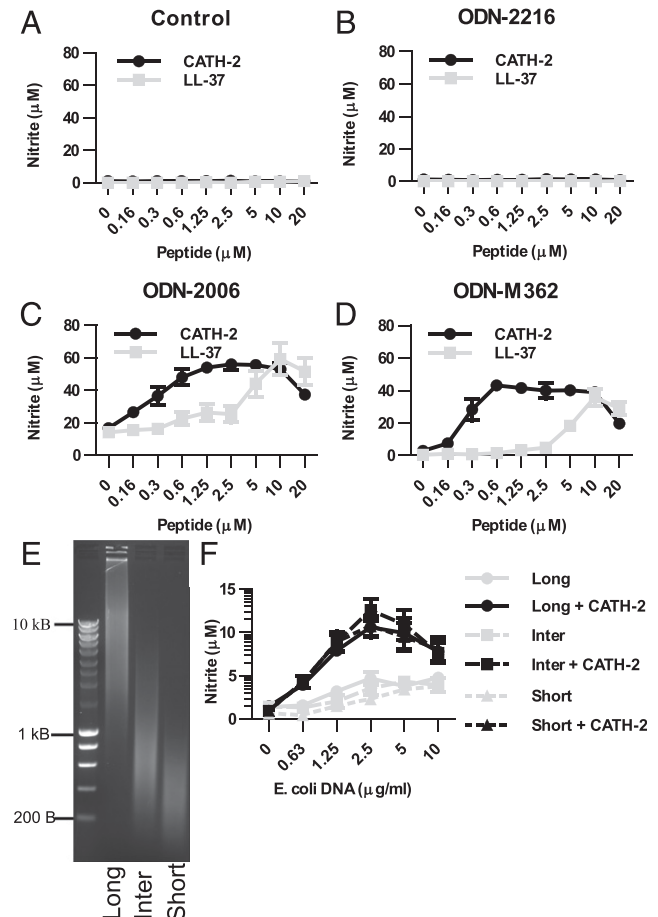 A
Control
80
60
40
20
0
Nitrite (μM)
CATH-2
LL-37
0
0.16
0.3
0.6
1.25
2.5
5
10
20
Peptide (μM)
B
ODN-2216
80
60
40
20
0
Nitrite (μM)
CATH-2
LL-37
0
0.16
0.3
0.6
1.25
2.5
5
10
20
Peptide (μM)
C
ODN-2006
80
60
40
20
0
Nitrite (μM)
CATH-2
LL-37
0
0.16
0.3
0.6
1.25
2.5
5
10
20
Peptide (μM)
D
ODN-M362
80
60
40
20
0
Nitrite (μM)
CATH-2
LL-37
0
0.16
0.3
0.6
1.25
2.5
5
10
20
Peptide (μM)
E
10 kB
1 kB
200 B
Long
Inter
Short
F
15
10
5
0
Nitrite (μM)
0
0.63
1.25
2.5
5
10
E. coli DNA (μg/ml)
Long
Long + CATH-2
Inter
Inter + CATH-2
Short
Short + CATH-2